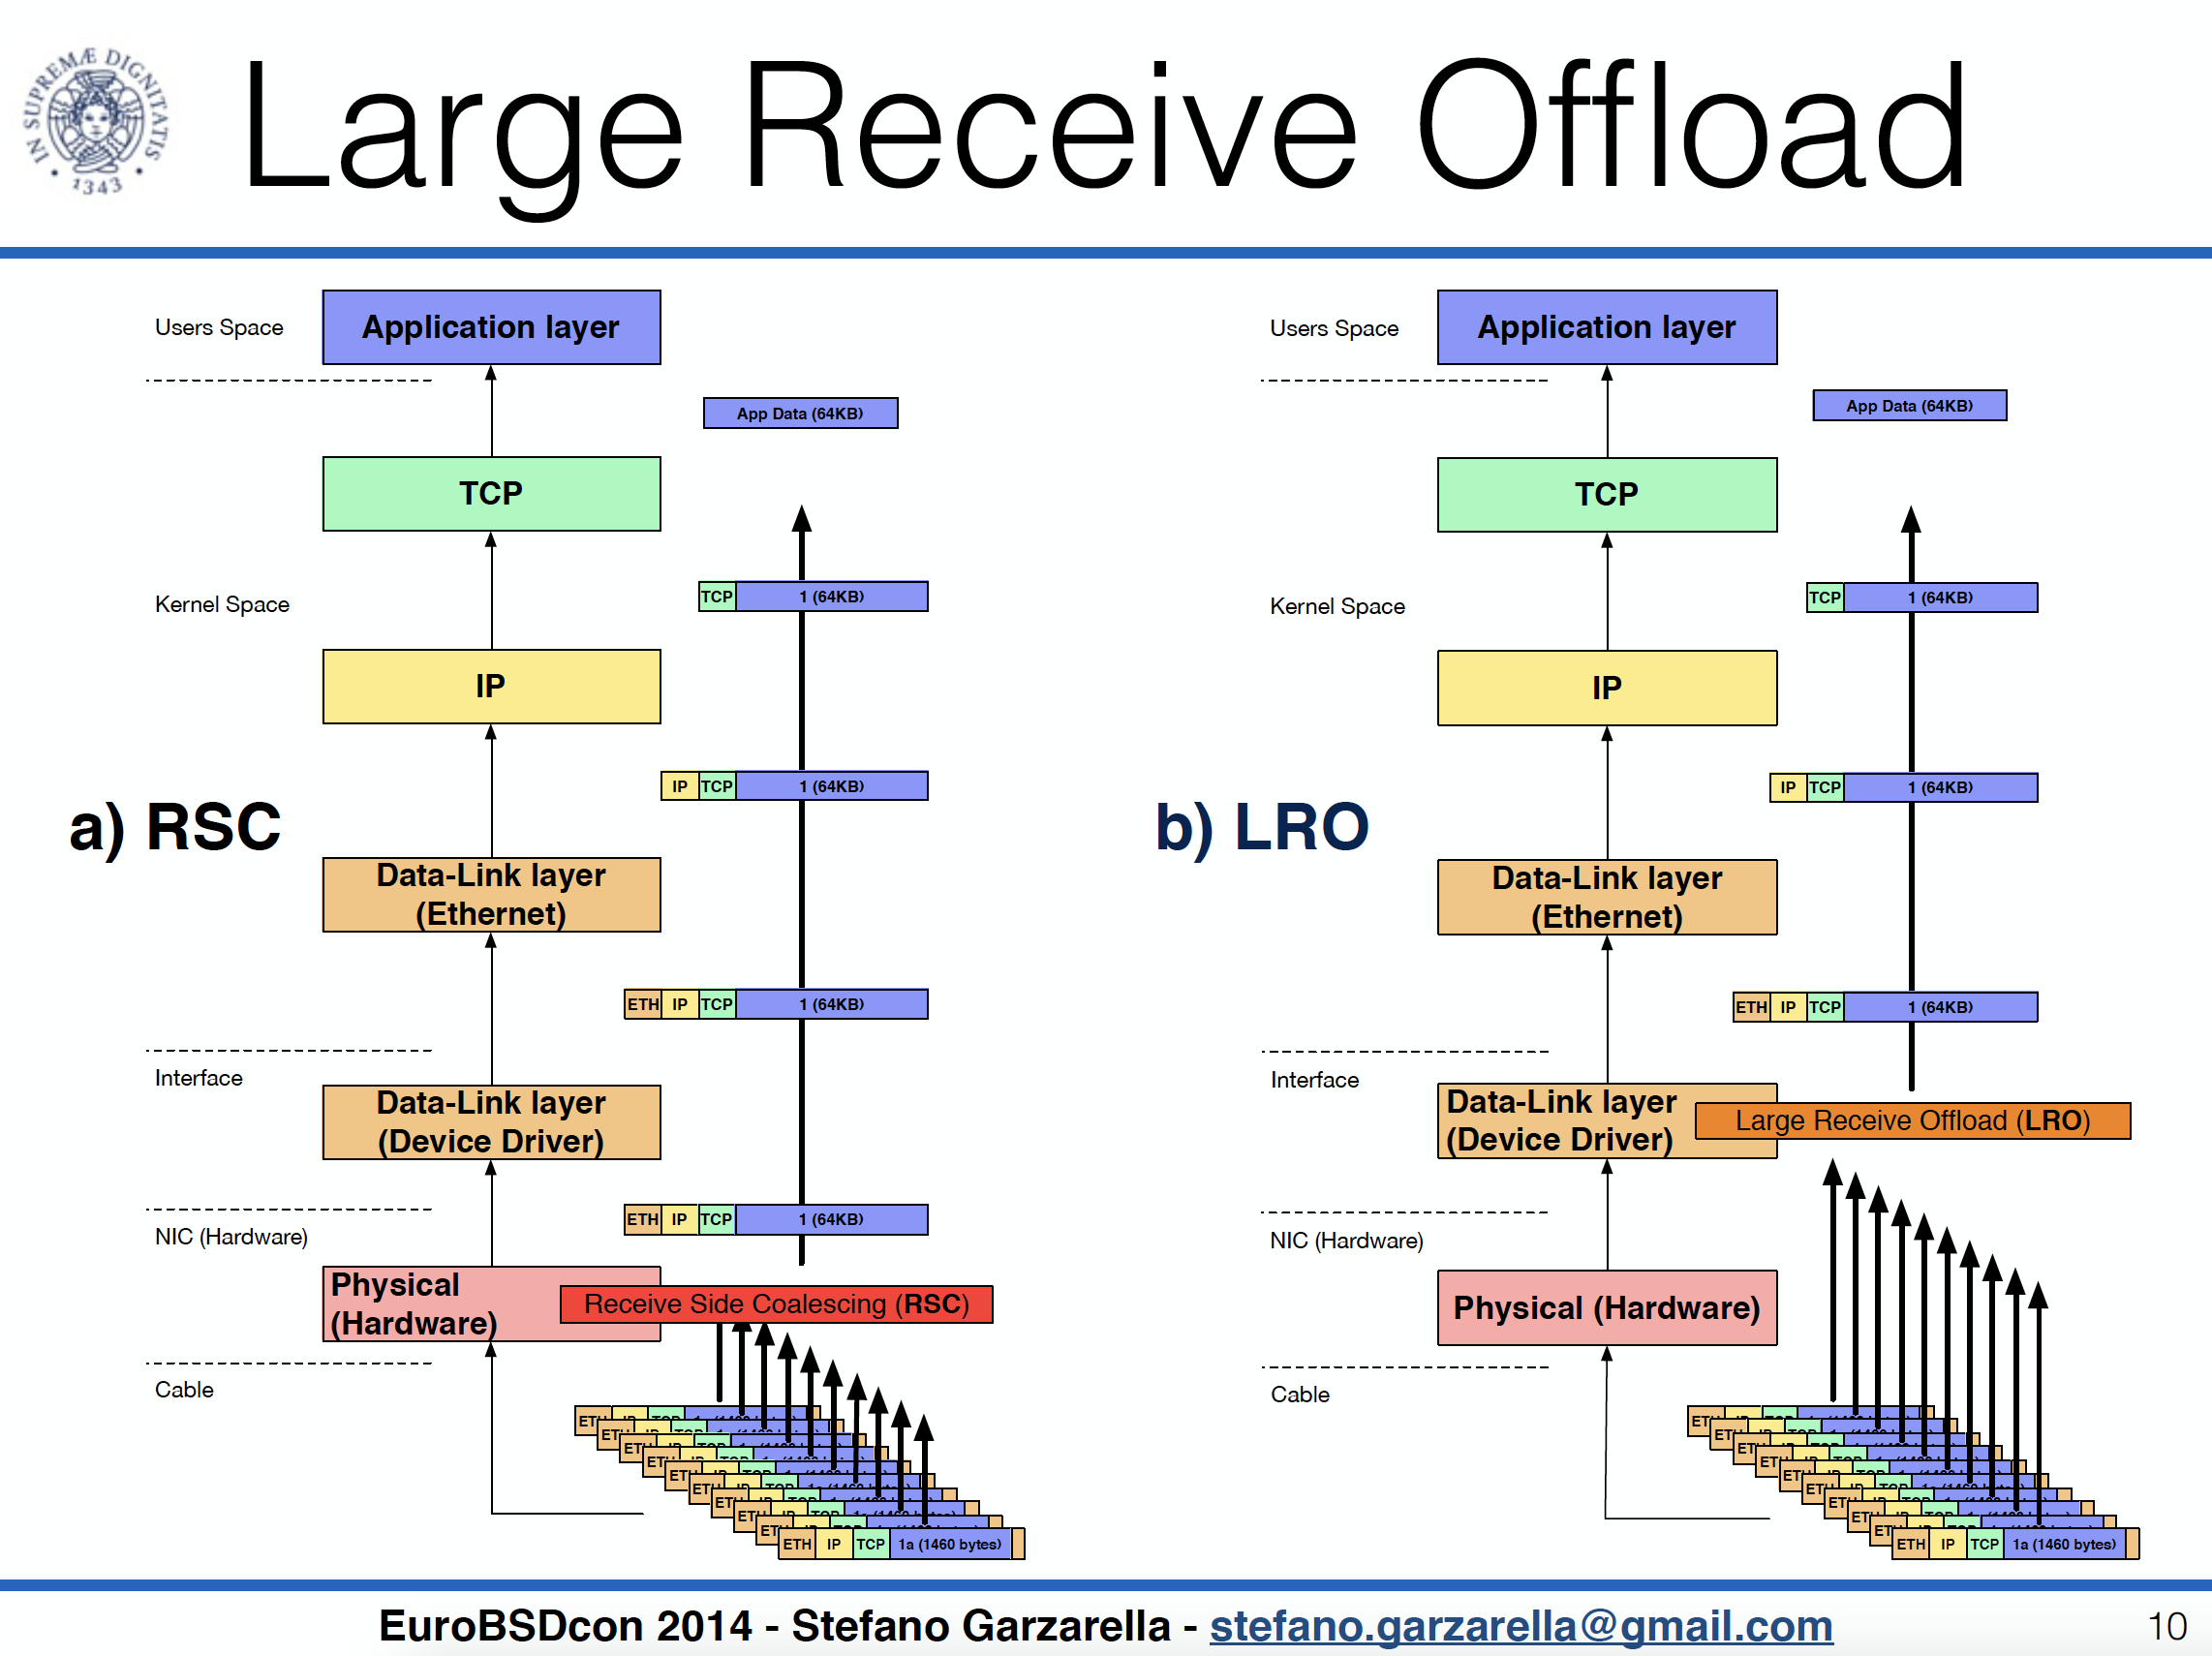 IN SUPREMÆ DIGNITATIS
• 1343 •
Large Receive Offload
a) RSC
Users Space
Application layer
App Data (64KB)
TCP
Kernel Space
TCP 1 (64KB)
IP
IP TCP 1 (64KB)
Data-Link layer
(Ethernet)
ETH IP TCP 1 (64KB)
Interface
Data-Link layer
(Device Driver)
NIC (Hardware)
ETH IP TCP 1 (64KB)
Physical
(Hardware)
Receive Side Coalescing (RSC)
Cable
ETH IP TCP 1a (1460 bytes)
b) LRO
Users Space
Application layer
App Data (64KB)
TCP
Kernel Space
TCP 1 (64KB)
IP
IP TCP 1 (64KB)
Data-Link layer
(Ethernet)
ETH IP TCP 1 (64KB)
Interface
Data-Link layer
(Device Driver)
Large Receive Offload (LRO)
NIC (Hardware)
Physical (Hardware)
Cable
ETH IP TCP 1a (1460 bytes)
EuroBSDcon 2014 - Stefano Garzarella - stefano.garzarella@gmail.com
10